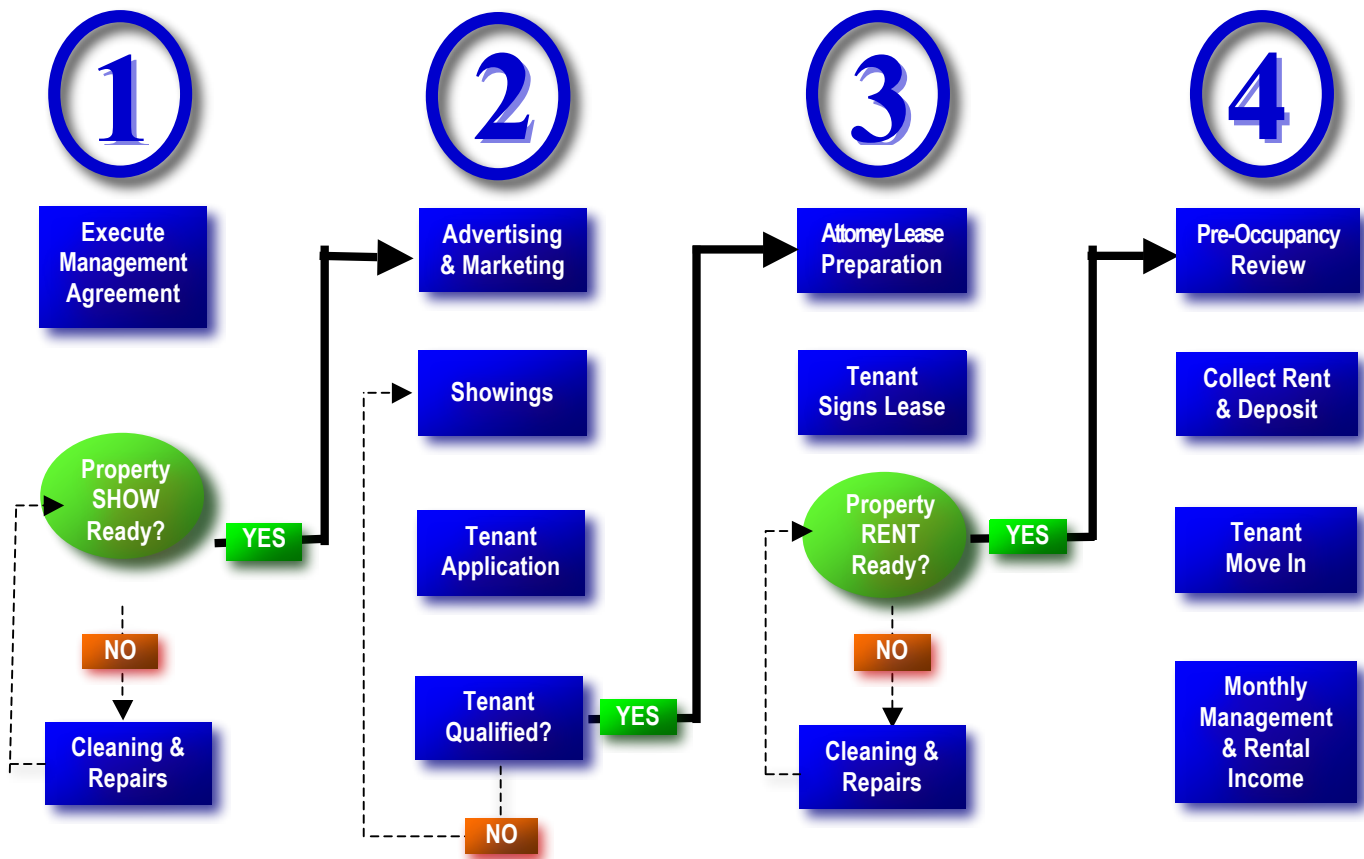 1
Execute
Management
Agreement
Property
SHOW
Ready?
YES
NO
Cleaning &
Repairs
2
Advertising
& Marketing
Showings
Tenant
Application
Tenant
Qualified?
YES
NO
3
Attorney Lease
Preparation
Tenant
Signs Lease
Property
RENT
Ready?
YES
NO
Cleaning &
Repairs
4
Pre-Occupancy
Review
Collect Rent
& Deposit
Tenant
Move In
Monthly
Management
& Rental
Income